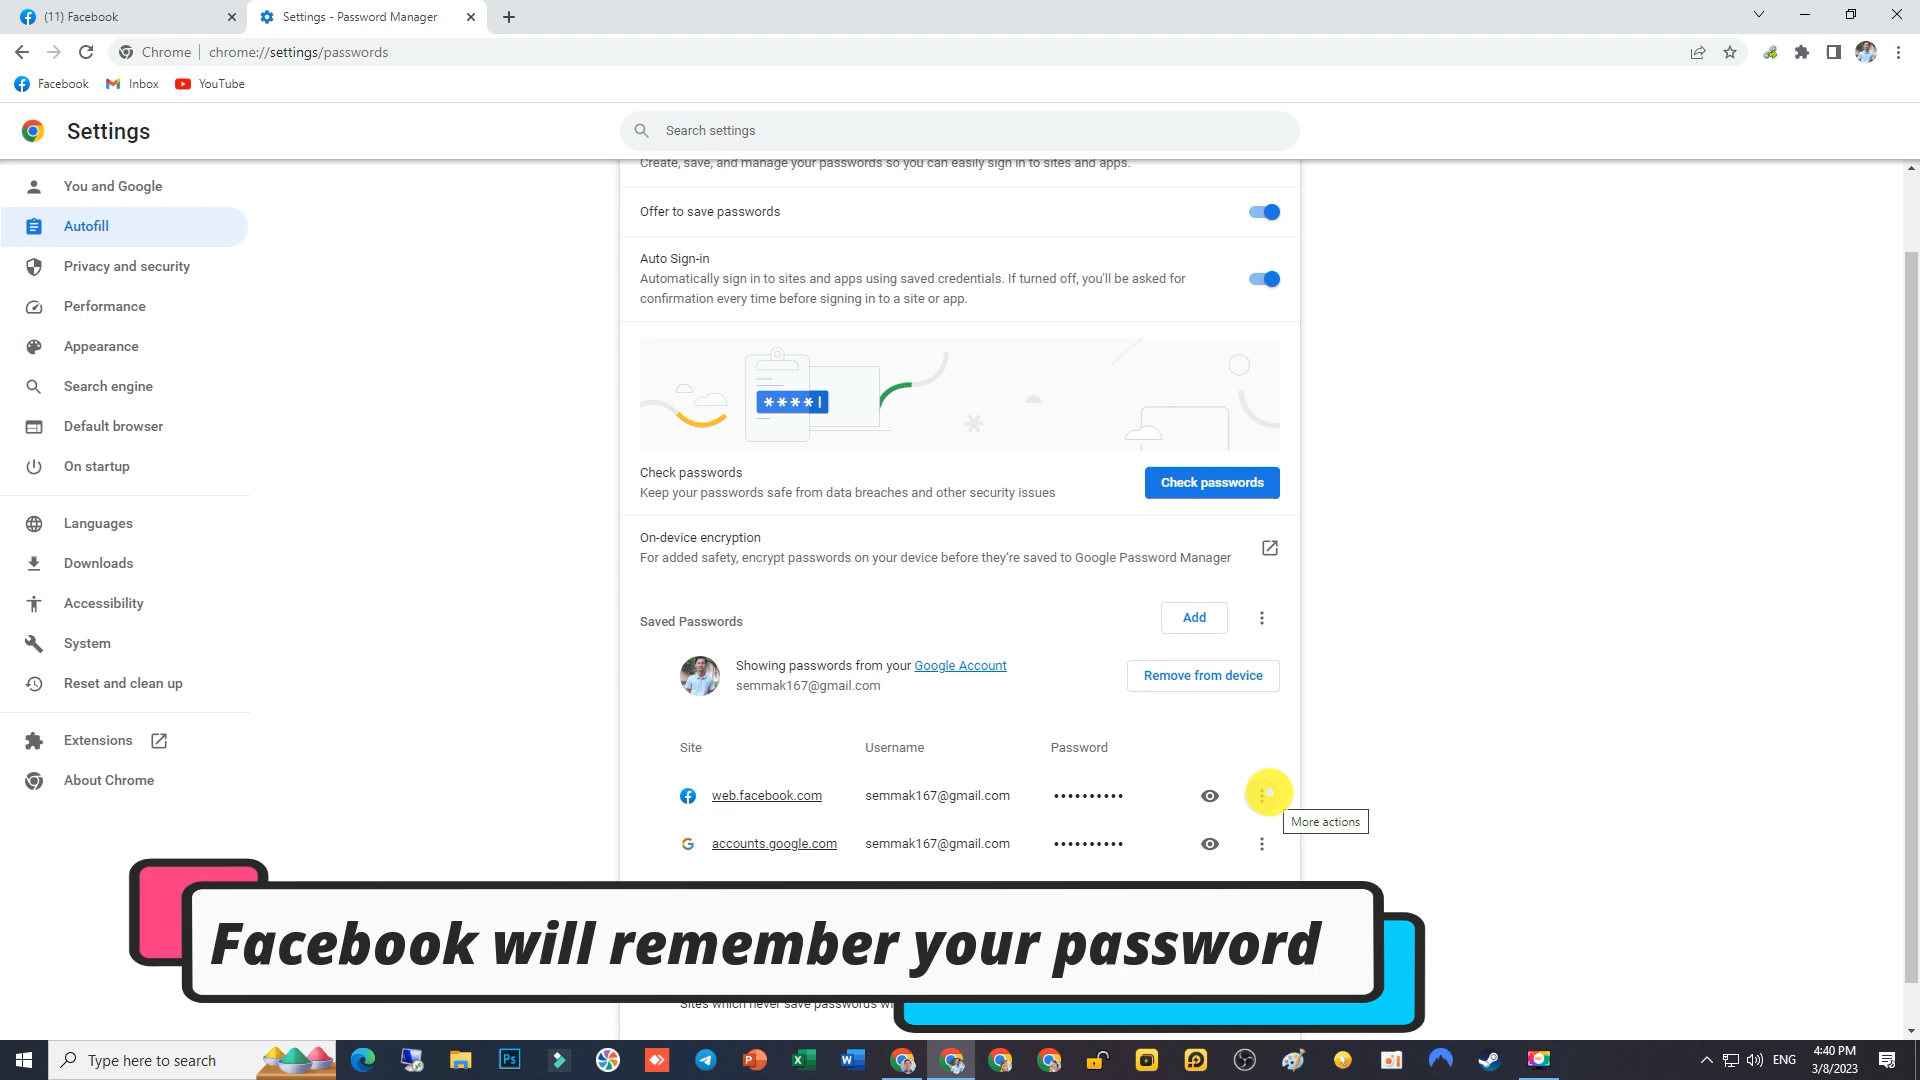 (11) Facebook
Settings - Password Manager
Chrome
chrome://settings/passwords
Facebook
Inbox
YouTube
Settings
Search settings
Create, save, and manage your passwords so you can easily sign in to sites and apps.
You and Google
Autofill
Privacy and security
Performance
Appearance
Search engine
Default browser
On startup
Languages
Downloads
Accessibility
System
Reset and clean up
Extensions
About Chrome
Offer to save passwords
Auto Sign-in
Automatically sign in to sites and apps using saved credentials. If turned off, you'll be asked for
confirmation every time before signing in to a site or app.
****|
Check passwords
Keep your passwords safe from data breaches and other security issues
Check passwords
On-device encryption
For added safety, encrypt passwords on your device before they're saved to Google Password Manager
Saved Passwords
Add
Showing passwords from your Google Account
semmak167@gmail.com
Remove from device
Site Username Password
web.facebook.com semmak167@gmail.com ••••••••••
More actions
accounts.google.com semmak167@gmail.com ••••••••••
Facebook will remember your password
Sites which never save passwords
Type here to search
ENG
4:40 PM
3/8/2023